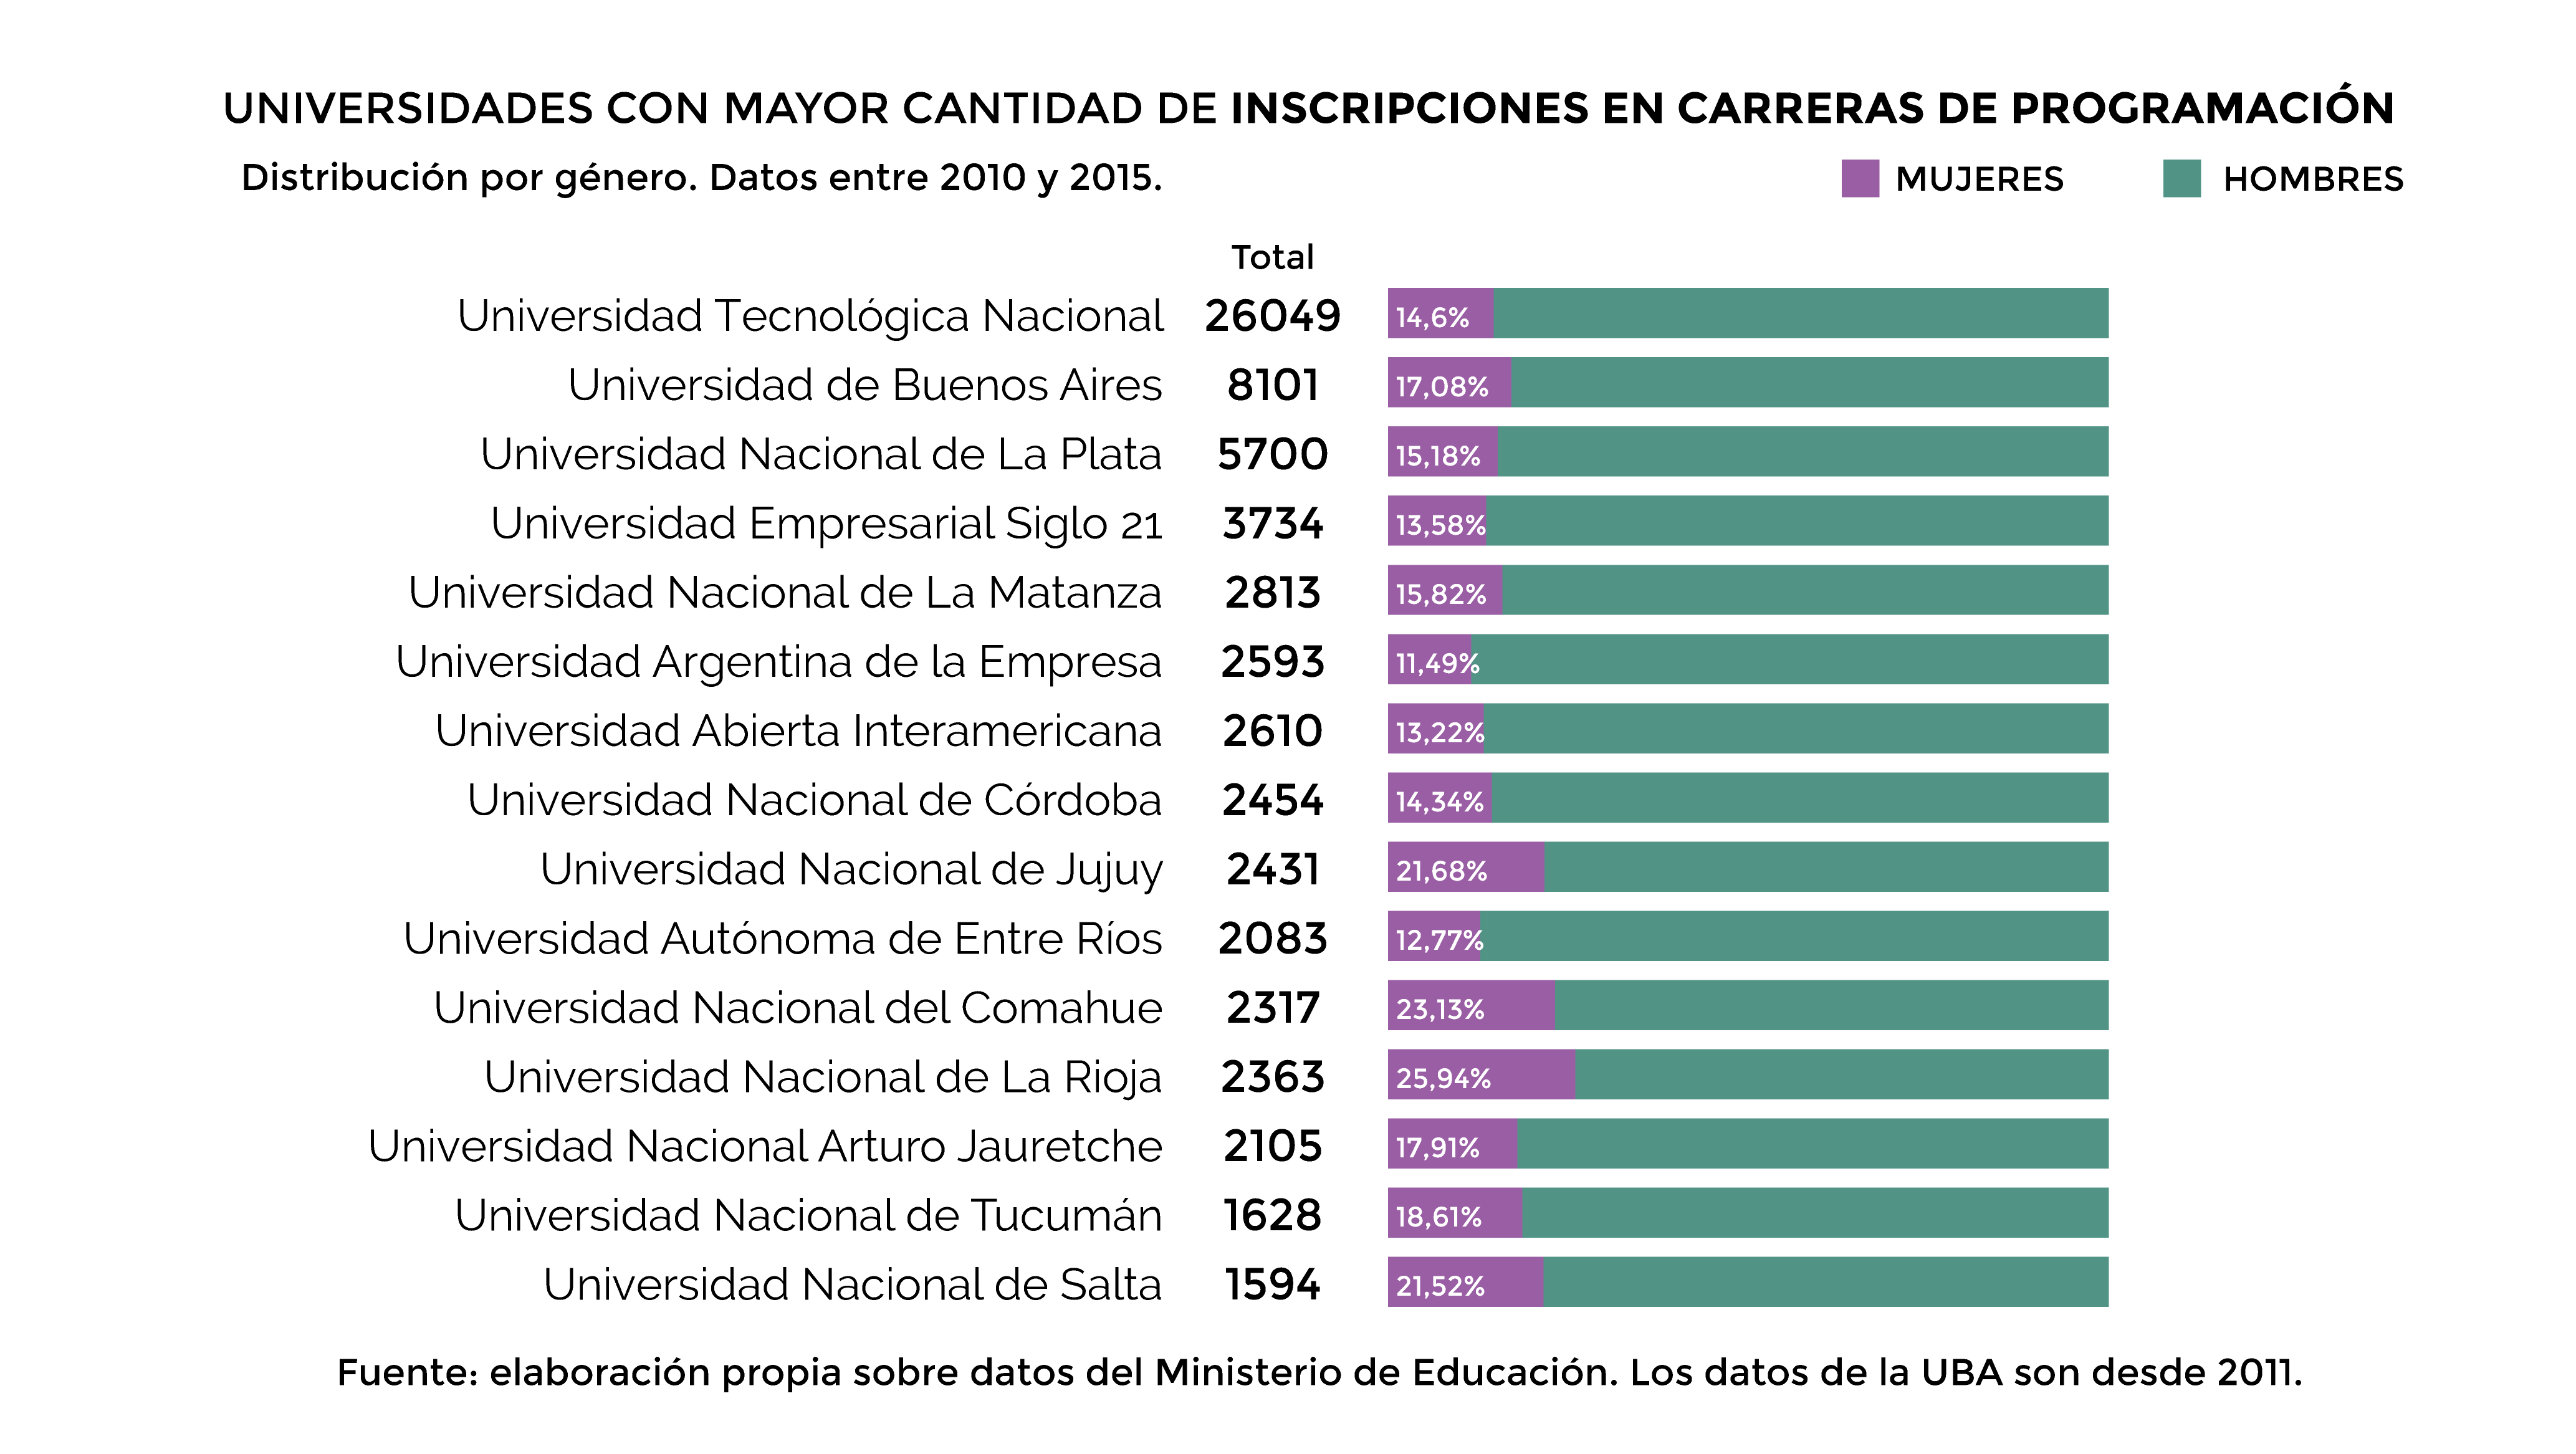 UNIVERSIDADES CON MAYOR CANTIDAD DE INSCRIPCIONES EN CARRERAS DE PROGRAMACIÓN
Distribución por género. Datos entre 2010 y 2015.
MUJERES HOMBRES
Total
Universidad Tecnológica Nacional 26049 14,6%
Universidad de Buenos Aires 8101 17,08%
Universidad Nacional de La Plata 5700 15,18%
Universidad Empresarial Siglo 21 3734 13,58%
Universidad Nacional de La Matanza 2813 15,82%
Universidad Argentina de la Empresa 2593 11,49%
Universidad Abierta Interamericana 2610 13,22%
Universidad Nacional de Córdoba 2454 14,34%
Universidad Nacional de Jujuy 2431 21,68%
Universidad Autónoma de Entre Ríos 2083 12,77%
Universidad Nacional del Comahue 2317 23,13%
Universidad Nacional de La Rioja 2363 25,94%
Universidad Nacional Arturo Jauretche 2105 17,91%
Universidad Nacional de Tucumán 1628 18,61%
Universidad Nacional de Salta 1594 21,52%
Fuente: elaboración propia sobre datos del Ministerio de Educación. Los datos de la UBA son desde 2011.